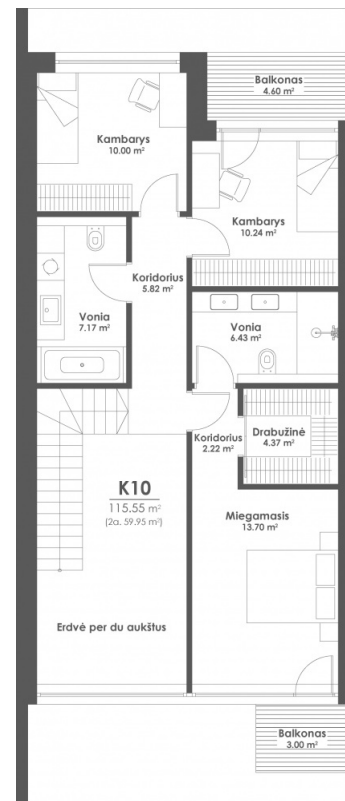 Balkonas
4.60 m²
Kambarys
10.00 m²
Kambarys
10.24 m²
Koridorius
5.82 m²
Vonia
7.17 m²
Vonia
6.43 m²
Koridorius
2.22 m²
Drabužinė
4.37 m²
K10
115.55 m²
(2a. 59.95 m²)
Miegamasis
13.70 m²
Erdvė per du aukštus
Balkonas
3.00 m²